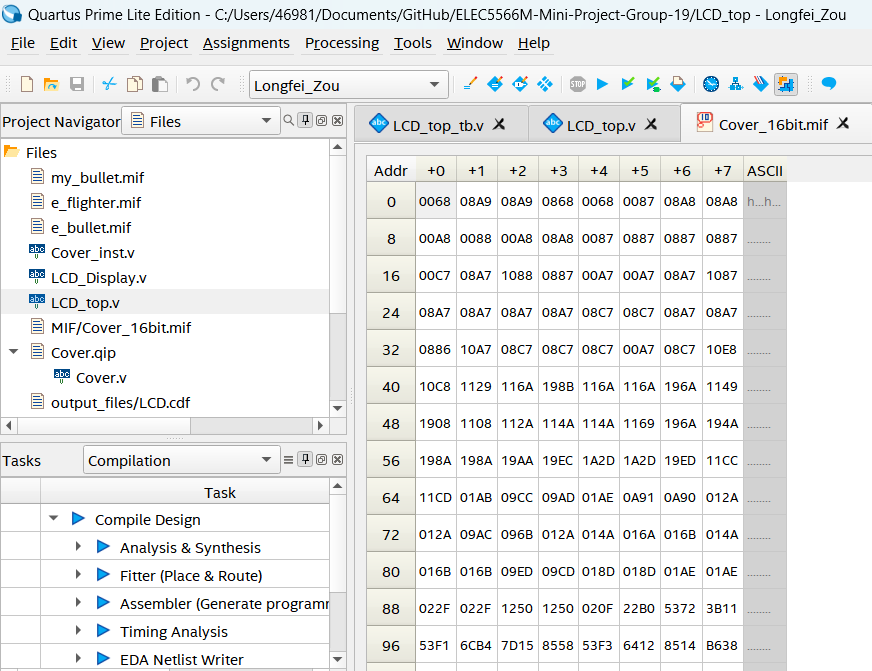 Quartus Prime Lite Edition - C:/Users/46981/Documents/GitHub/ELEC5566M-Mini-Project-Group-19/LCD_top - Longfei_Zou
File Edit View Project Assignments Processing Tools Window Help
Longfei_Zou
STOP
Project Navigator Files
Files
my_bullet.mif
e_flighter.mif
e_bullet.mif
abc Cover_inst.v
abc LCD_Display.v
abc LCD_top.v
MIF/Cover_16bit.mif
Cover.qip
abc Cover.v
output_files/LCD.cdf
Tasks Compilation
Task
Compile Design
Analysis & Synthesis
Fitter (Place & Route)
Assembler (Generate programm
Timing Analysis
EDA Netlist Writer
abc LCD_top_tb.v abc LCD_top.v Cover_16bit.mif
Addr +0 +1 +2 +3 +4 +5 +6 +7 ASCII
0 0068 08A9 08A9 0868 0068 0087 08A8 08A8 h...h...
8 00A8 0088 00A8 08A8 0087 0887 0887 0887 ........
16 00C7 08A7 1088 0887 00A7 00A7 08A7 1087 ........
24 08A7 08A7 08A7 08A7 08C7 08C7 08A7 08A7 ........
32 0886 10A7 08C7 08C7 08C7 00A7 08C7 10E8 ........
40 10C8 1129 116A 198B 116A 116A 196A 1149 ........
48 1908 1108 112A 114A 114A 1169 196A 194A ........
56 198A 198A 19AA 19EC 1A2D 1A2D 19ED 11CC ........
64 11CD 01AB 09CC 09AD 01AE 0A91 0A90 012A ........
72 012A 09AC 096B 012A 014A 016A 016B 014A ........
80 016B 016B 09ED 09CD 018D 018D 01AE 01AE ........
88 022F 022F 1250 1250 020F 22B0 5372 3B11 ........
96 53F1 6CB4 7D15 8558 53F3 6412 8514 B638 ........